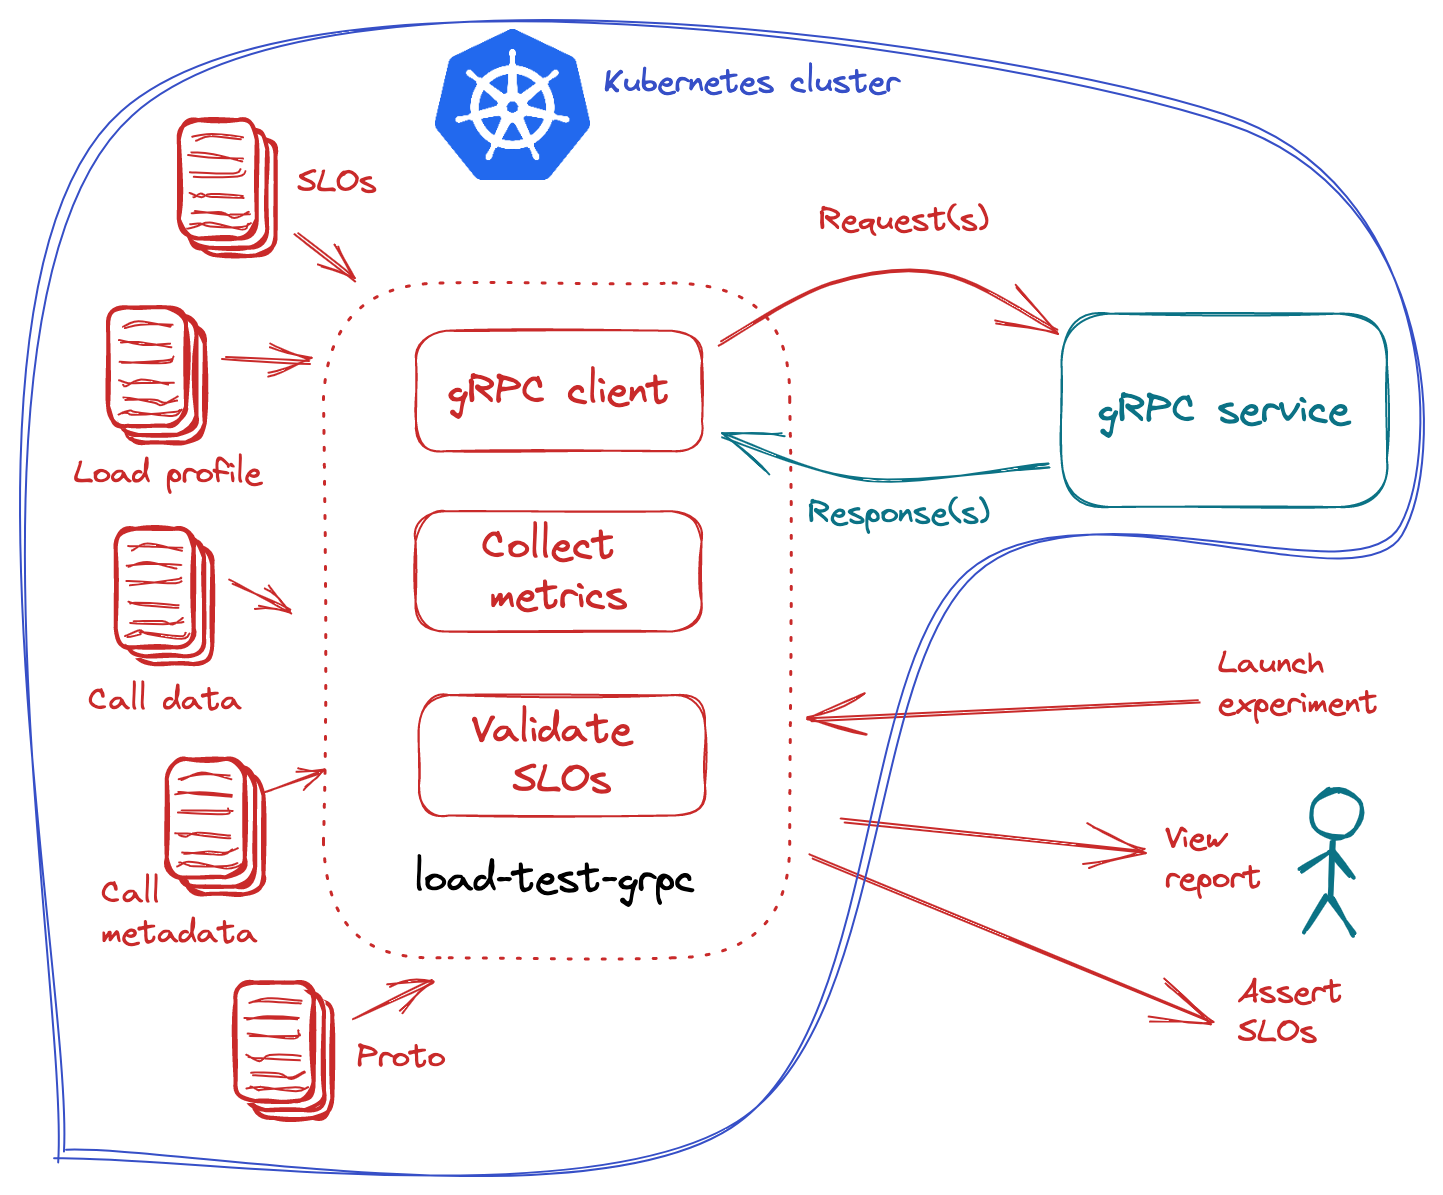 Kubernetes cluster
SLOs
Request(s)
Load profile
gRPC client
gRPC service
Response(s)
Collect
metrics
Call data
Launch
experiment
Validate
SLOs
load-test-grpc
View
report
Call
metadata
Assert
SLOs
Proto